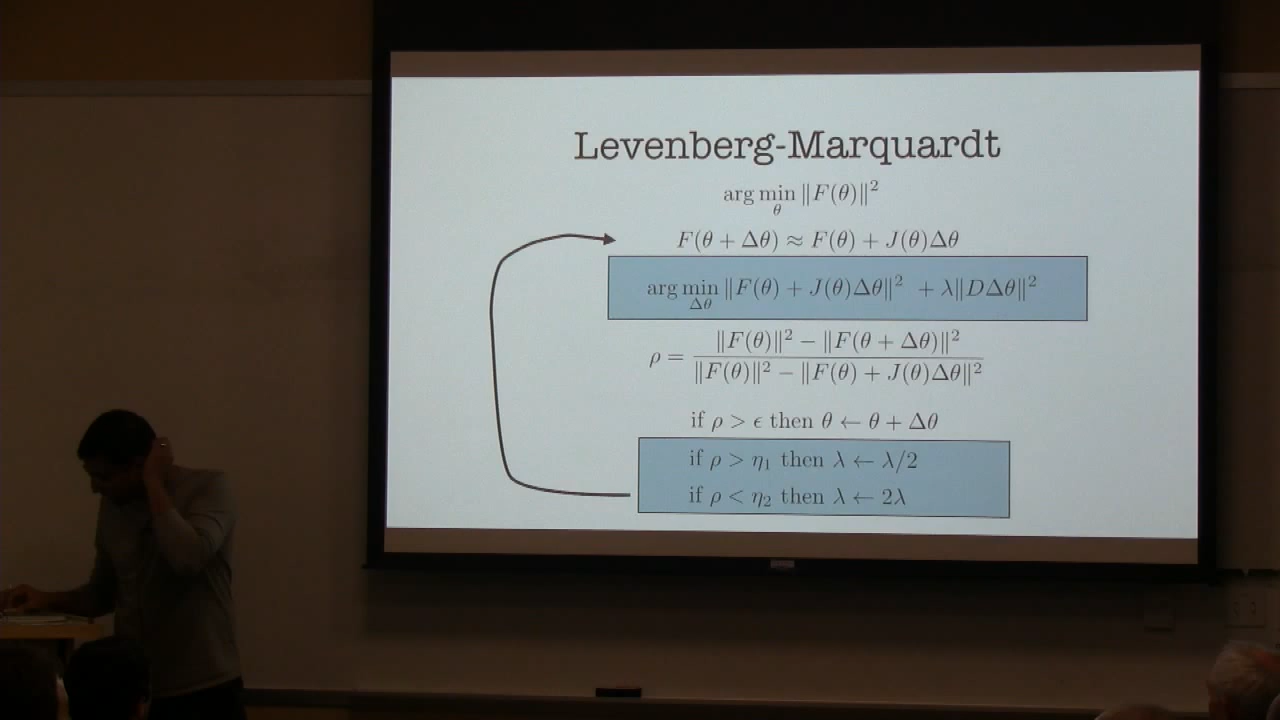 Levenberg-Marquardt
arg min_θ ‖F(θ)‖²
F(θ + Δθ) ≈ F(θ) + J(θ)Δθ
arg min_Δθ ‖F(θ) + J(θ)Δθ‖² + λ‖DΔθ‖²
ρ = (‖F(θ)‖² − ‖F(θ + Δθ)‖²) / (‖F(θ)‖² − ‖F(θ) + J(θ)Δθ‖²)
if ρ > ϵ then θ ← θ + Δθ
if ρ > η₁ then λ ← λ/2
if ρ < η₂ then λ ← 2λ